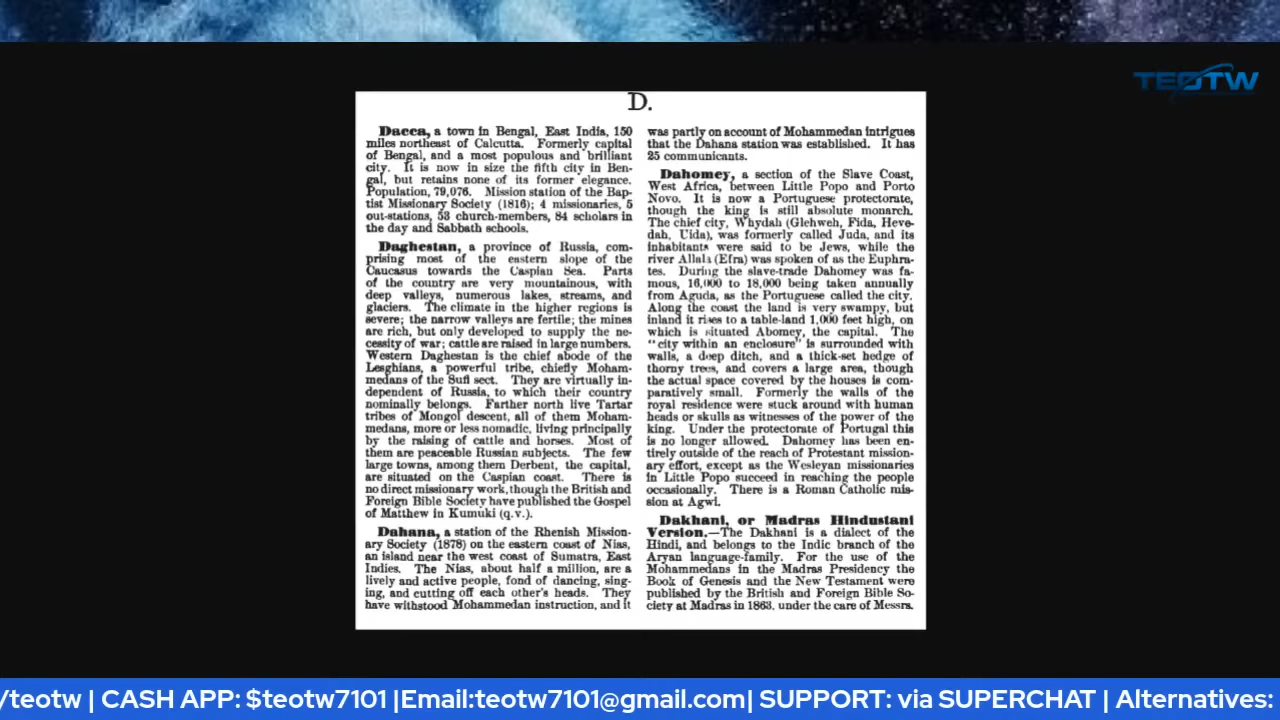 TEOTW
D.
Dacca, a town in Bengal, East India, 150
miles northeast of Calcutta. Formerly capital
of Bengal, and a most populous and brilliant
city. It is now in size the fifth city in Ben-
gal, but retains none of its former elegance.
Population, 79,076. Mission station of the Bap-
tist Missionary Society (1816); 4 missionaries, 5
out-stations, 53 church-members, 84 scholars in
the day and Sabbath schools.
Daghestan, a province of Russia, com-
prising most of the eastern slope of the
Caucasus towards the Caspian Sea. Parts
of the country are very mountainous, with
deep valleys, numerous lakes, streams, and
glaciers. The climate in the higher regions is
severe; the narrow valleys are fertile; the mines
are rich, but only developed to supply the ne-
cessity of war; cattle are raised in large numbers.
Western Daghestan is the chief abode of the
Lesghians, a powerful tribe, chiefly Moham-
medans of the Sufi sect. They are virtually in-
dependent of Russia, to which their country
nominally belongs. Farther north live Tartar
tribes of Mongol descent, all of them Moham-
medans, more or less nomadic, living principally
by the raising of cattle and horses. Most of
them are peaceable Russian subjects. The few
large towns, among them Derbent, the capital,
are situated on the Caspian coast. There is
no direct missionary work, though the British and
Foreign Bible Society have published the Gospel
of Matthew in Kumuki (q.v.).
Dahana, a station of the Rhenish Mission-
ary Society (1878) on the eastern coast of Nias,
an island near the west coast of Sumatra, East
Indies. The Nias, about half a million, are a
lively and active people, fond of dancing, sing-
ing, and cutting off each other's heads. They
have withstood Mohammedan instruction, and it
was partly on account of Mohammedan intrigues
that the Dahana station was established. It has
25 communicants.
Dahomey, a section of the Slave Coast,
West Africa, between Little Popo and Porto
Novo. It is now a Portuguese protectorate,
though the king is still absolute monarch.
The chief city, Whydah (Glehweh, Fida, Heve-
dah, Uida), was formerly called Juda, and its
inhabitants were said to be Jews, while the
river Allala (Efra) was spoken of as the Euphra-
tes. During the slave-trade Dahomey was fa-
mous, 16,000 to 18,000 being taken annually
from Aguda, as the Portuguese called the city.
Along the coast the land is very swampy, but
inland it rises to a table-land 1,000 feet high, on
which is situated Abomey, the capital. The
"city within an enclosure" is surrounded with
walls, a deep ditch, and a thick-set hedge of
thorny trees, and covers a large area, though
the actual space covered by the houses is com-
paratively small. Formerly the walls of the
royal residence were stuck around with human
heads or skulls as witnesses of the power of the
king. Under the protectorate of Portugal this
is no longer allowed. Dahomey has been en-
tirely outside of the reach of Protestant mission-
ary effort, except as the Wesleyan missionaries
in Little Popo succeed in reaching the people
occasionally. There is a Roman Catholic mis-
sion at Agwi.
Dakhani, or Madras Hindustani
Version.—The Dakhani is a dialect of the
Hindi, and belongs to the Indic branch of the
Aryan language-family. For the use of the
Mohammedans in the Madras Presidency the
Book of Genesis and the New Testament were
published by the British and Foreign Bible So-
ciety at Madras in 1863, under the care of Messrs.
/teotw | CASH APP: $teotw7101 |Email:teotw7101@gmail.com| SUPPORT: via SUPERCHAT | Alternatives: